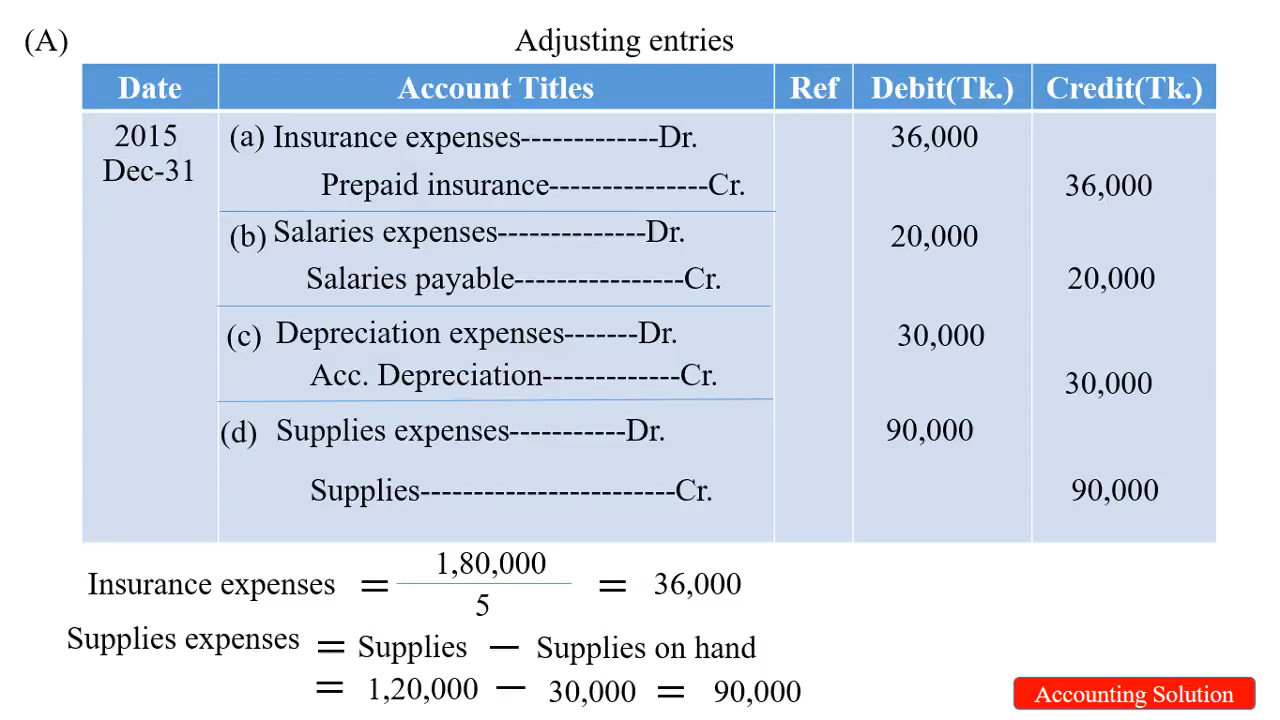 (A) Adjusting entries
Date Account Titles Ref Debit(Tk.) Credit(Tk.)
2015 (a) Insurance expenses-------------Dr. 36,000
Dec-31
Prepaid insurance---------------Cr. 36,000
(b) Salaries expenses--------------Dr. 20,000
Salaries payable----------------Cr. 20,000
(c) Depreciation expenses-------Dr. 30,000
Acc. Depreciation-------------Cr. 30,000
(d) Supplies expenses-----------Dr. 90,000
Supplies------------------------Cr. 90,000
1,80,000
Insurance expenses = = 36,000
5
Supplies expenses = Supplies − Supplies on hand
= 1,20,000 − 30,000 = 90,000
Accounting Solution